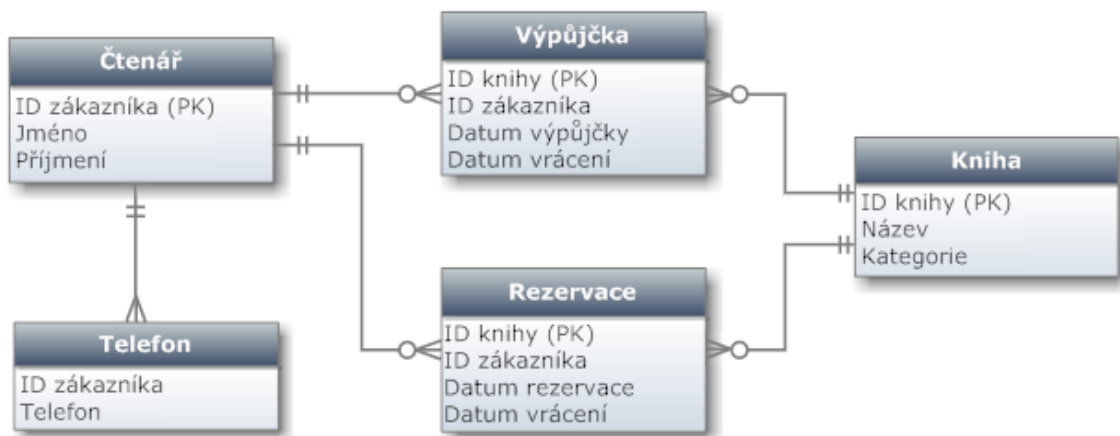 Čtenář
ID zákazníka (PK)
Jméno
Příjmení
Výpůjčka
ID knihy (PK)
ID zákazníka
Datum výpůjčky
Datum vrácení
Kniha
ID knihy (PK)
Název
Kategorie
Telefon
ID zákazníka
Telefon
Rezervace
ID knihy (PK)
ID zákazníka
Datum rezervace
Datum vrácení